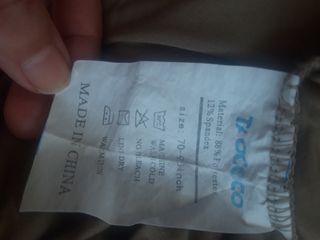 Material: 88% Polyester
12% Spandex
size: 70-93inch
MACHINE
WASH COLD
NO BLEACH
LINE DRY
WARM IRON
MADE IN CHINA